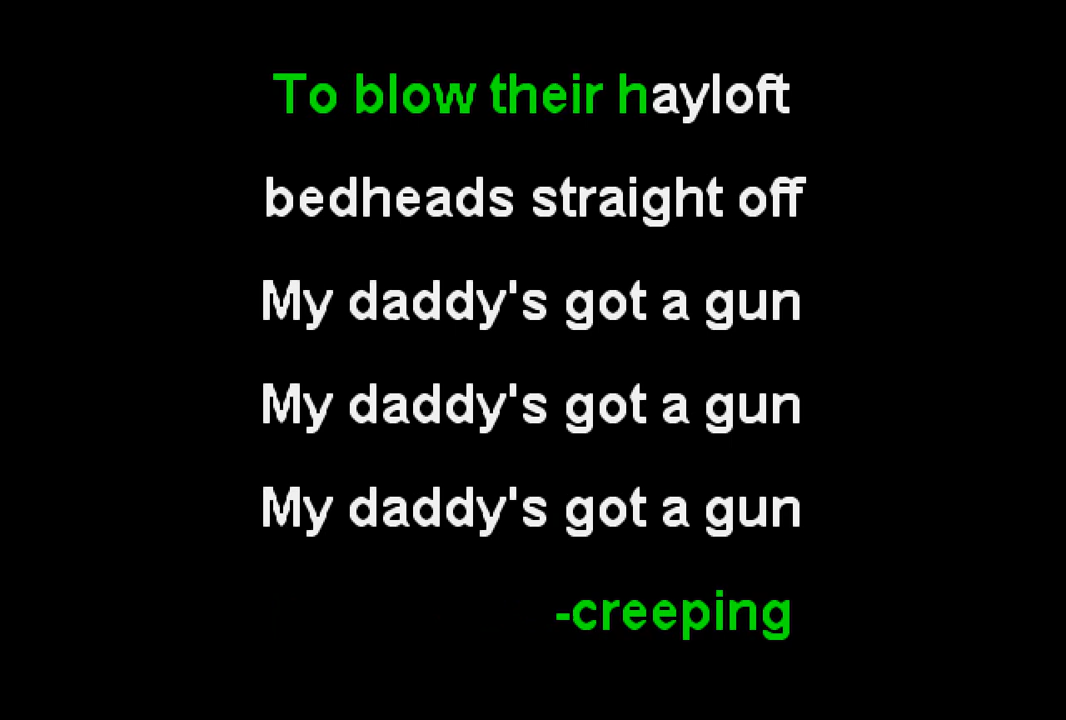 To blow their hayloft
bedheads straight off
My daddy's got a gun
My daddy's got a gun
My daddy's got a gun
-creeping